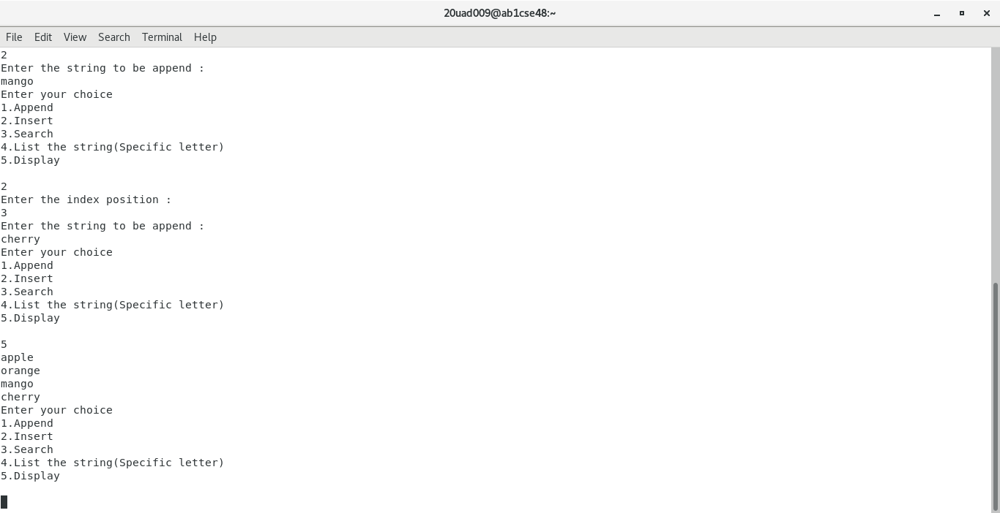 20uad009@ab1cse48:~
File Edit View Search Terminal Help
2
Enter the string to be append :
mango
Enter your choice
1.Append
2.Insert
3.Search
4.List the string(Specific letter)
5.Display
2
Enter the index position :
3
Enter the string to be append :
cherry
Enter your choice
1.Append
2.Insert
3.Search
4.List the string(Specific letter)
5.Display
5
apple
orange
mango
cherry
Enter your choice
1.Append
2.Insert
3.Search
4.List the string(Specific letter)
5.Display